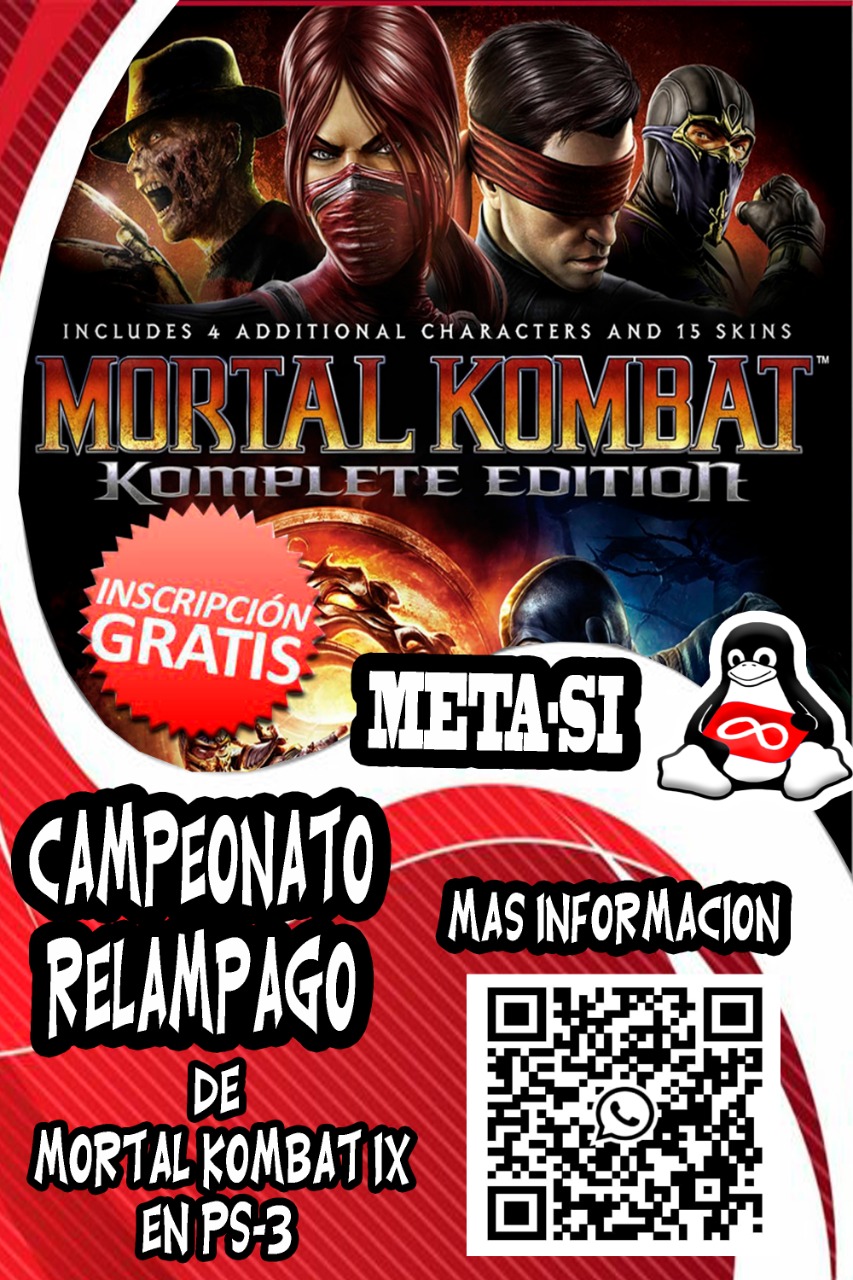 INCLUDES 4 ADDITIONAL CHARACTERS AND 15 SKINS
MORTAL KOMBAT™
KOMPLETE EDITION
INSCRIPCIÓN
GRATIS
META-SI
CAMPEONATO
RELAMPAGO
DE
MORTAL KOMBAT IX
EN PS-3
MAS INFORMACION